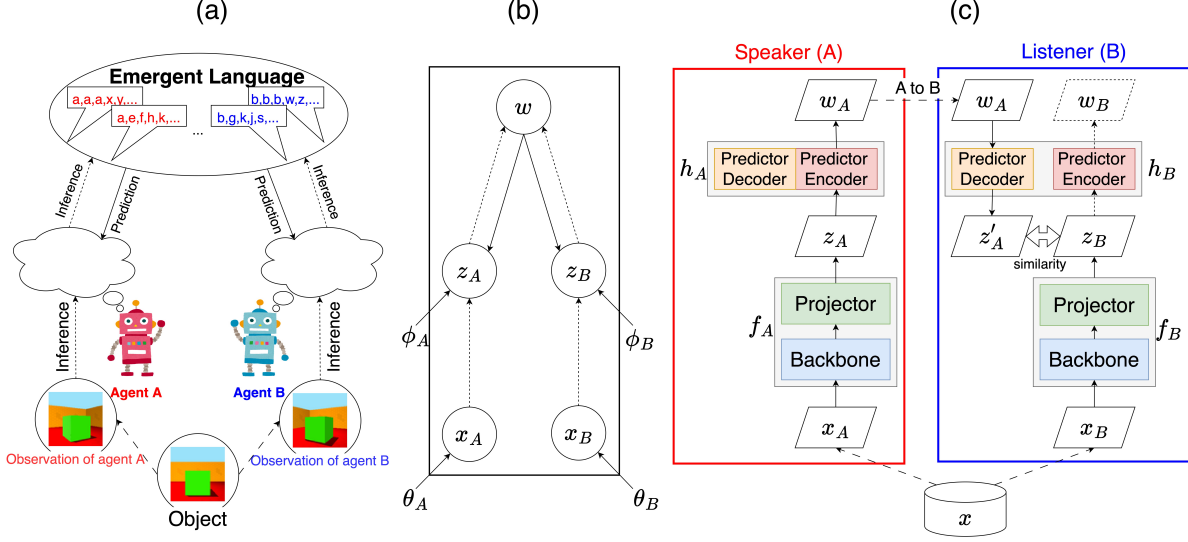 (a)
Emergent Language
a,a,a,x,y,...
a,e,f,h,k,...
...
b,b,b,w,z,...
b,g,k,j,s,...
Inference
Prediction
Prediction
Inference
Inference
Inference
Agent A
Agent B
Observation of agent A
Observation of agent B
Object
(b)
w
z_A
z_B
ϕ_A
ϕ_B
x_A
x_B
θ_A
θ_B
(c)
Speaker (A)
Listener (B)
w_A
A to B
w_A
w_B
h_A
Predictor
Decoder
Predictor
Encoder
Predictor
Decoder
Predictor
Encoder
h_B
z_A
z'_A
z_B
similarity
f_A
Projector
Backbone
Projector
Backbone
f_B
x_A
x_B
x